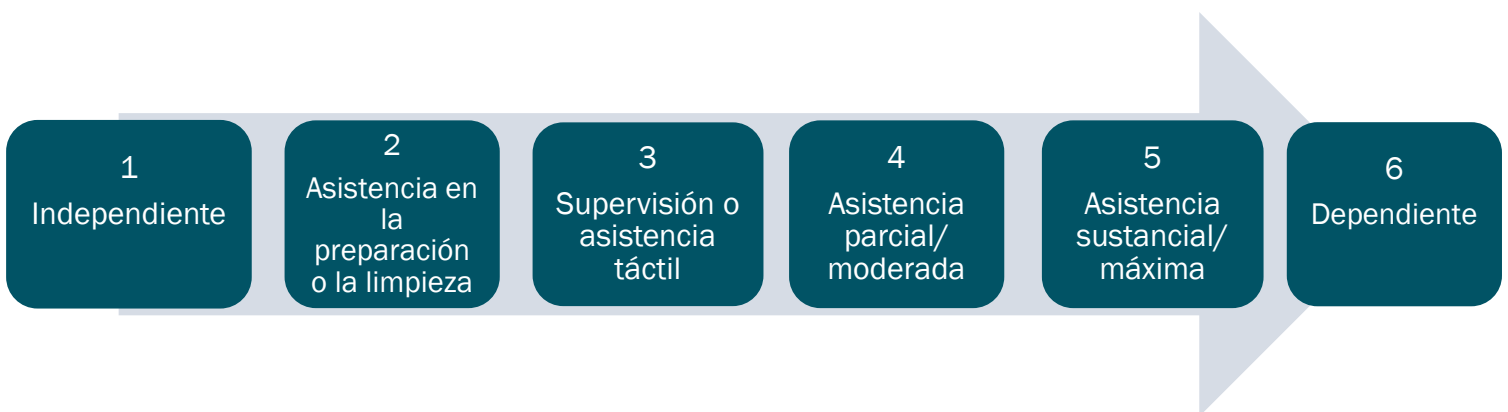 1
Independiente
2
Asistencia en
la
preparación
o la limpieza
3
Supervisión o
asistencia
táctil
4
Asistencia
parcial/
moderada
5
Asistencia
sustancial/
máxima
6
Dependiente